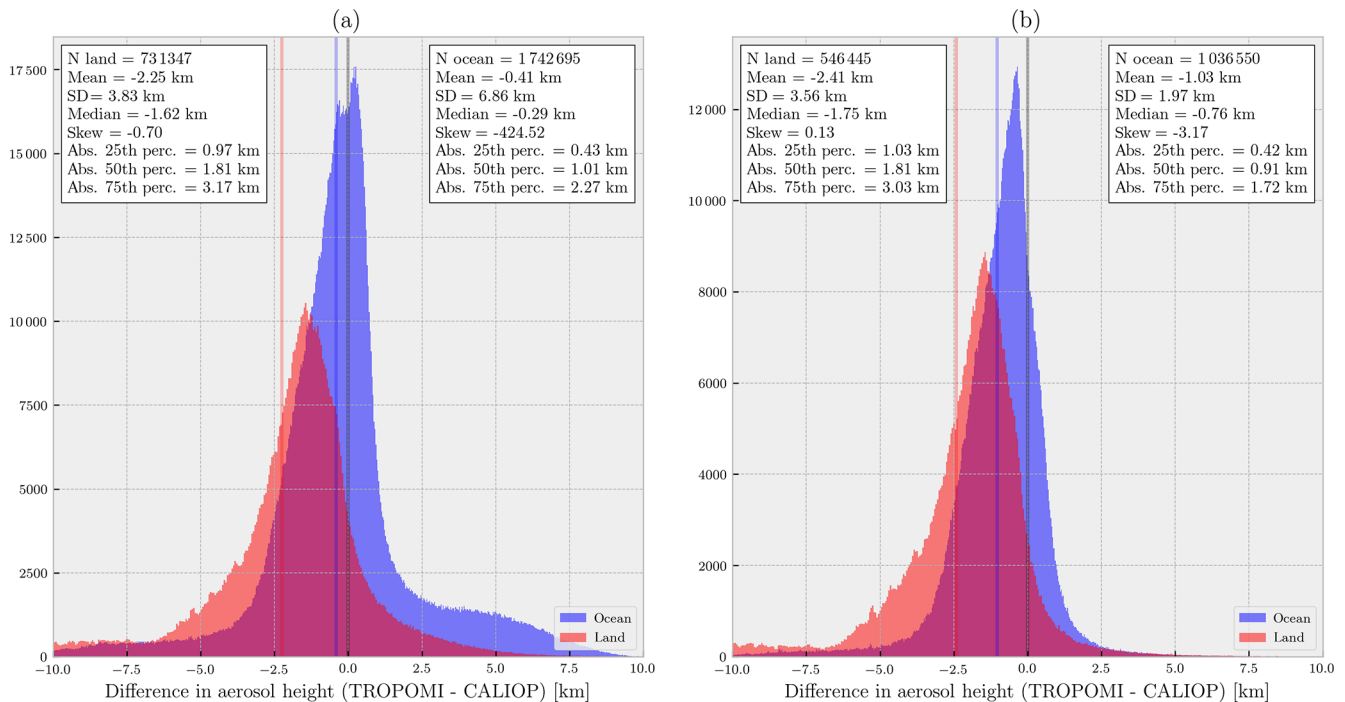 (a)
N land = 731347
Mean = -2.25 km
SD = 3.83 km
Median = -1.62 km
Skew = -0.70
Abs. 25th perc. = 0.97 km
Abs. 50th perc. = 1.81 km
Abs. 75th perc. = 3.17 km
N ocean = 1742695
Mean = -0.41 km
SD = 6.86 km
Median = -0.29 km
Skew = -424.52
Abs. 25th perc. = 0.43 km
Abs. 50th perc. = 1.01 km
Abs. 75th perc. = 2.27 km
17500
15000
12500
10000
7500
5000
2500
0
Ocean
Land
−10.0 −7.5 −5.0 −2.5 0.0 2.5 5.0 7.5 10.0
Difference in aerosol height (TROPOMI - CALIOP) [km]
(b)
N land = 546445
Mean = -2.41 km
SD = 3.56 km
Median = -1.75 km
Skew = 0.13
Abs. 25th perc. = 1.03 km
Abs. 50th perc. = 1.81 km
Abs. 75th perc. = 3.03 km
N ocean = 1036550
Mean = -1.03 km
SD = 1.97 km
Median = -0.76 km
Skew = -3.17
Abs. 25th perc. = 0.42 km
Abs. 50th perc. = 0.91 km
Abs. 75th perc. = 1.72 km
12000
10000
8000
6000
4000
2000
0
Ocean
Land
−10.0 −7.5 −5.0 −2.5 0.0 2.5 5.0 7.5 10.0
Difference in aerosol height (TROPOMI - CALIOP) [km]